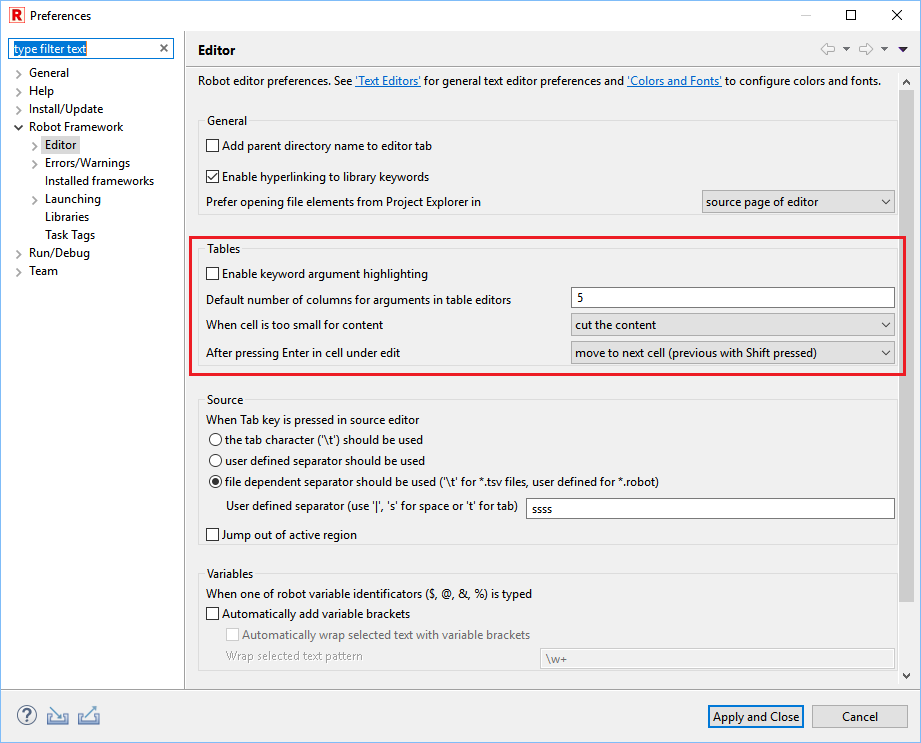 R Preferences
type filter text
General
Help
Install/Update
Robot Framework
Editor
Errors/Warnings
Installed frameworks
Launching
Libraries
Task Tags
Run/Debug
Team
Editor
Robot editor preferences. See 'Text Editors' for general text editor preferences and 'Colors and Fonts' to configure colors and fonts.
General
Add parent directory name to editor tab
Enable hyperlinking to library keywords
Prefer opening file elements from Project Explorer in source page of editor
Tables
Enable keyword argument highlighting
Default number of columns for arguments in table editors 5
When cell is too small for content cut the content
After pressing Enter in cell under edit move to next cell (previous with Shift pressed)
Source
When Tab key is pressed in source editor
the tab character ('\t') should be used
user defined separator should be used
file dependent separator should be used ('\t' for *.tsv files, user defined for *.robot)
User defined separator (use '|', 's' for space or 't' for tab) ssss
Jump out of active region
Variables
When one of robot variable identificators ($, @, &, %) is typed
Automatically add variable brackets
Automatically wrap selected text with variable brackets
Wrap selected text pattern \w+
? Apply and Close Cancel